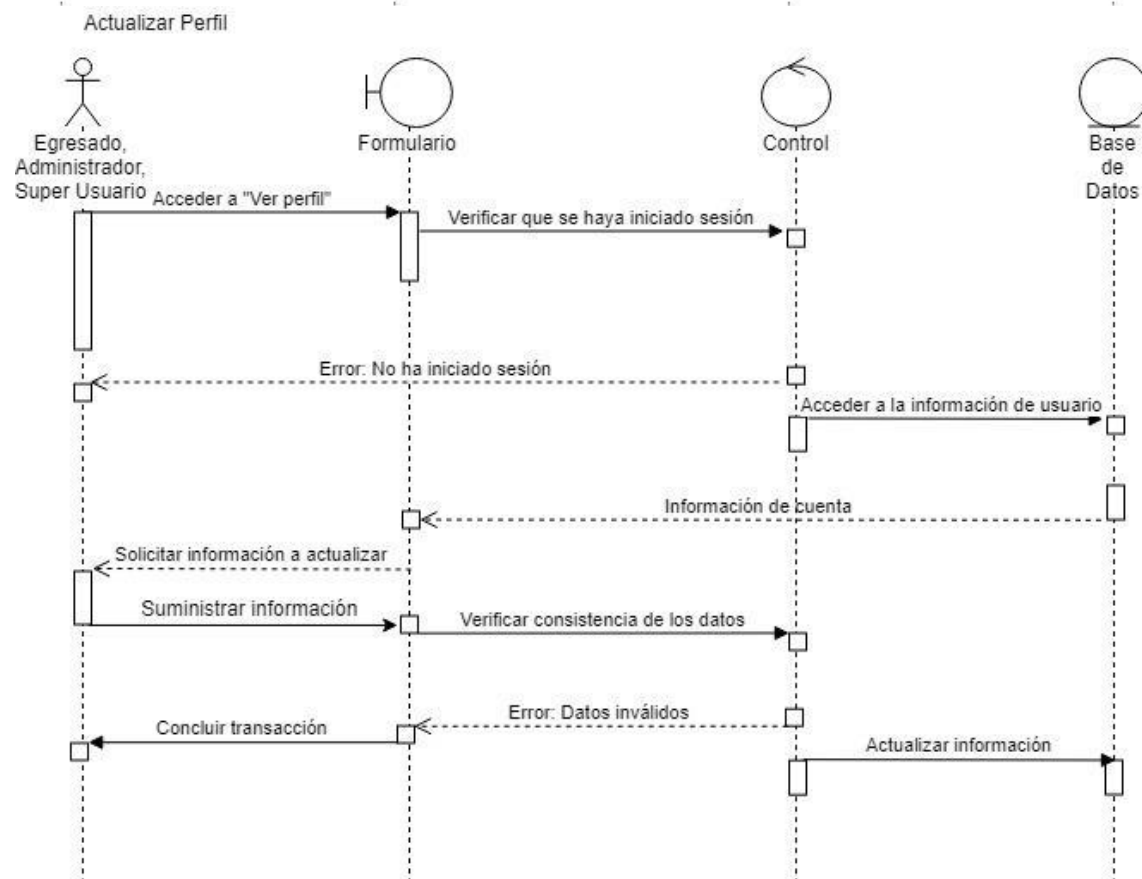 Actualizar Perfil
Egresado,
Administrador,
Super Usuario
Formulario
Control
Base
de
Datos
Acceder a "Ver perfil"
Verificar que se haya iniciado sesión
Error: No ha iniciado sesión
Acceder a la información de usuario
Información de cuenta
Solicitar información a actualizar
Suministrar información
Verificar consistencia de los datos
Error: Datos inválidos
Concluir transacción
Actualizar información